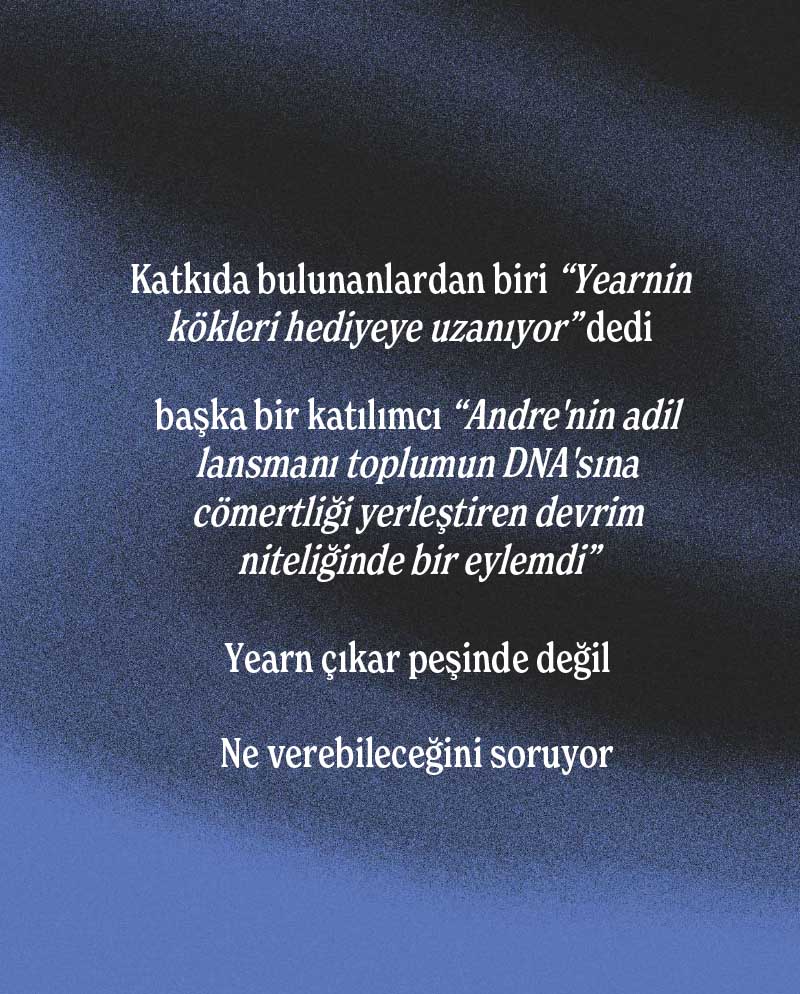 Katkıda bulunanlardan biri “Yearnin
kökleri hediyeye uzanıyor” dedi
başka bir katılımcı “Andre'nin adil
lansmanı toplumun DNA'sına
cömertliği yerleştiren devrim
niteliğinde bir eylemdi”
Yearn çıkar peşinde değil
Ne verebileceğini soruyor